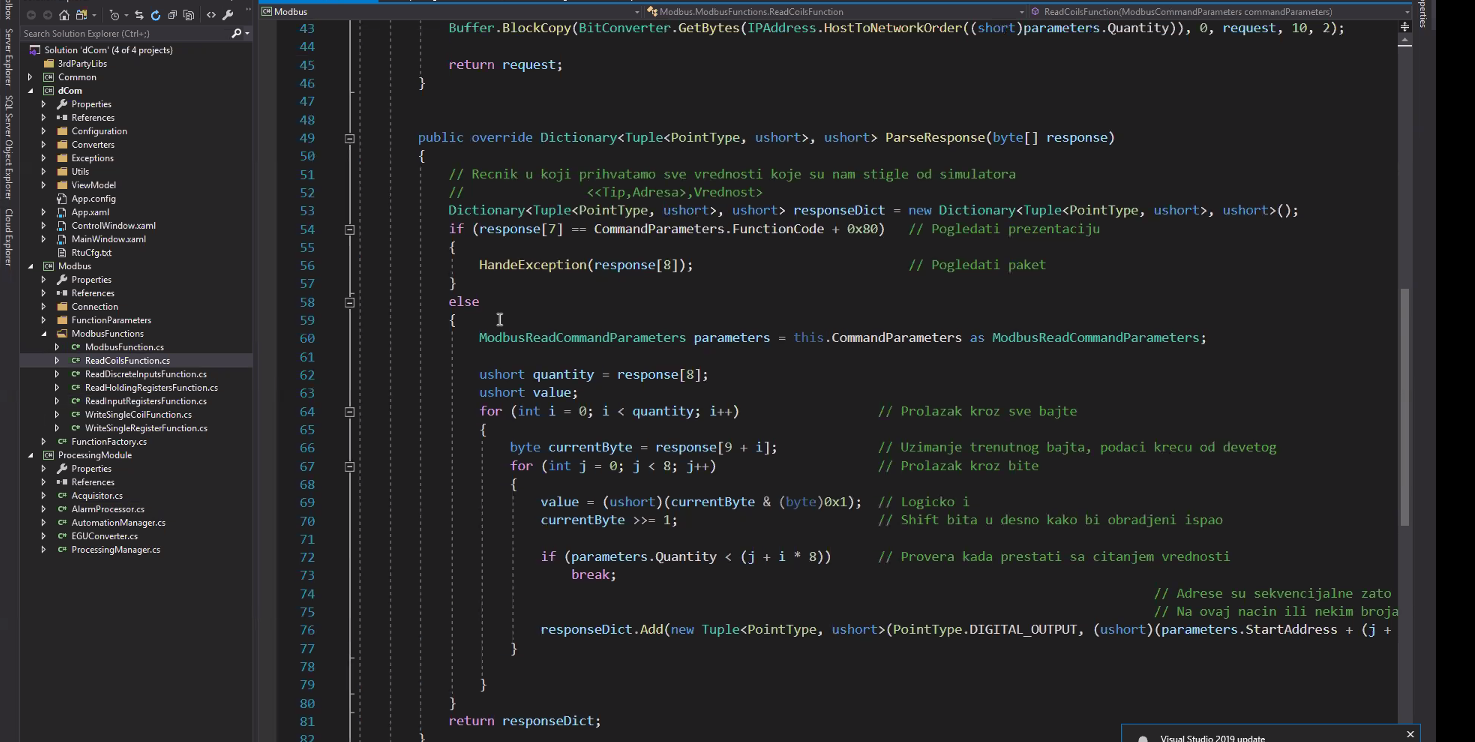 Modbus
Modbus.ModbusFunctions.ReadCoilsFunction
ReadCoilsFunction(ModbusCommandParameters commandParameters)
Search Solution Explorer (Ctrl+;)
Server Explorer
SQL Server Object Explorer
Cloud Explorer
Solution 'dCom' (4 of 4 projects)
3rdPartyLibs
Common
dCom
Properties
References
Configuration
Converters
Exceptions
Utils
ViewModel
App.config
App.xaml
ControlWindow.xaml
MainWindow.xaml
RtuCfg.txt
Modbus
Properties
References
Connection
FunctionParameters
ModbusFunctions
ModbusFunction.cs
ReadCoilsFunction.cs
ReadDiscreteInputsFunction.cs
ReadHoldingRegistersFunction.cs
ReadInputRegistersFunction.cs
WriteSingleCoilFunction.cs
WriteSingleRegisterFunction.cs
FunctionFactory.cs
ProcessingModule
Properties
References
Acquisitor.cs
AlarmProcessor.cs
AutomationManager.cs
EGUConverter.cs
ProcessingManager.cs
43 Buffer.BlockCopy(BitConverter.GetBytes(IPAddress.HostToNetworkOrder((short)parameters.Quantity)), 0, request, 10, 2);
44
45 return request;
46 }
47
48
49 public override Dictionary<Tuple<PointType, ushort>, ushort> ParseResponse(byte[] response)
50 {
51 // Recnik u koji prihvatamo sve vrednosti koje su nam stigle od simulatora
52 // <<Tip,Adresa>,Vrednost>
53 Dictionary<Tuple<PointType, ushort>, ushort> responseDict = new Dictionary<Tuple<PointType, ushort>, ushort>();
54 if (response[7] == CommandParameters.FunctionCode + 0x80) // Pogledati prezentaciju
55 {
56 HandeException(response[8]); // Pogledati paket
57 }
58 else
59 {
60 ModbusReadCommandParameters parameters = this.CommandParameters as ModbusReadCommandParameters;
61
62 ushort quantity = response[8];
63 ushort value;
64 for (int i = 0; i < quantity; i++) // Prolazak kroz sve bajte
65 {
66 byte currentByte = response[9 + i]; // Uzimanje trenutnog bajta, podaci krecu od devetog
67 for (int j = 0; j < 8; j++) // Prolazak kroz bite
68 {
69 value = (ushort)(currentByte & (byte)0x1); // Logicko i
70 currentByte >>= 1; // Shift bita u desno kako bi obradjeni ispao
71
72 if (parameters.Quantity < (j + i * 8)) // Provera kada prestati sa citanjem vrednosti
73 break;
74 // Adrese su sekvencijalne zato
75 // Na ovaj nacin ili nekim broja
76 responseDict.Add(new Tuple<PointType, ushort>(PointType.DIGITAL_OUTPUT, (ushort)(parameters.StartAddress + (j +
77 }
78
79 }
80 }
81 return responseDict;
82 }
Visual Studio 2019 update